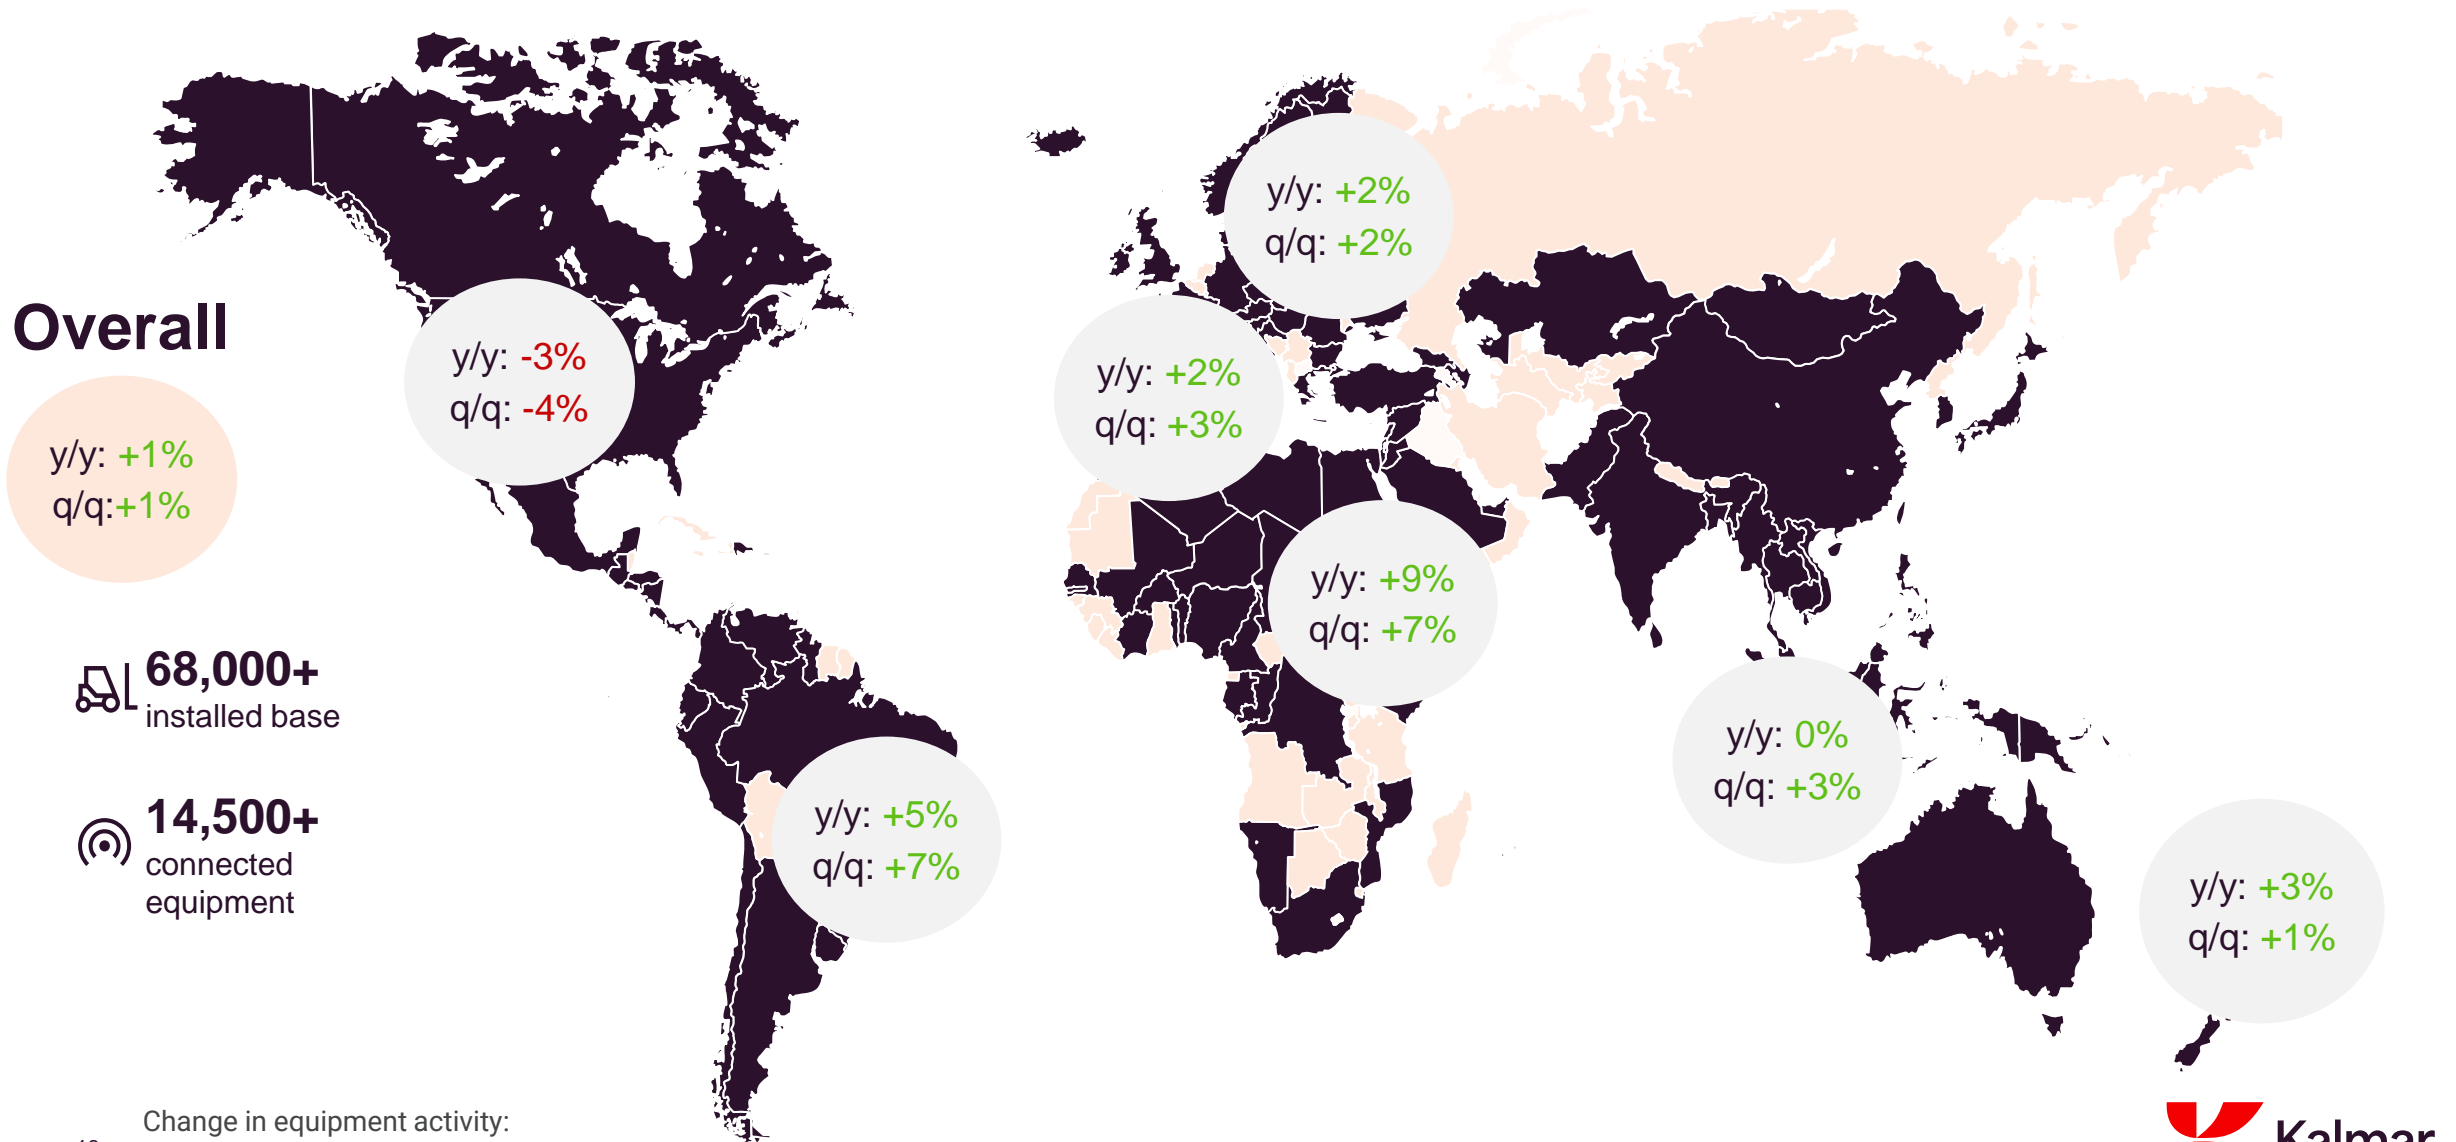 Overall
y/y: +1%
q/q:+1%
68,000+
installed base
14,500+
connected
equipment
y/y: -3%
q/q: -4%
y/y: +5%
q/q: +7%
y/y: +2%
q/q: +2%
y/y: +2%
q/q: +3%
y/y: +9%
q/q: +7%
y/y: 0%
q/q: +3%
y/y: +3%
q/q: +1%
Change in equipment activity:
Kalmar